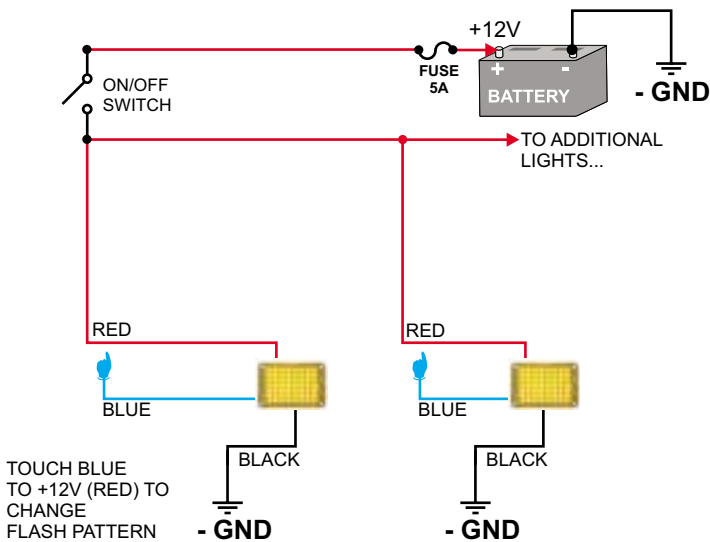 +12V
FUSE
5A
+ -
BATTERY
- GND
ON/OFF
SWITCH
TO ADDITIONAL
LIGHTS...
RED
RED
BLUE
BLUE
BLACK
BLACK
TOUCH BLUE
TO +12V (RED) TO
CHANGE
FLASH PATTERN
- GND
- GND